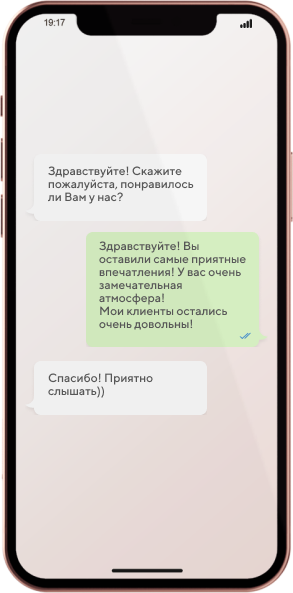 19:17
Здравствуйте! Скажите
пожалуйста, понравилось
ли Вам у нас?
Здравствуйте! Вы
оставили самые приятные
впечатления! У вас очень
замечательная
атмосфера!
Мои клиенты остались
очень довольны!
Спасибо! Приятно
слышать))